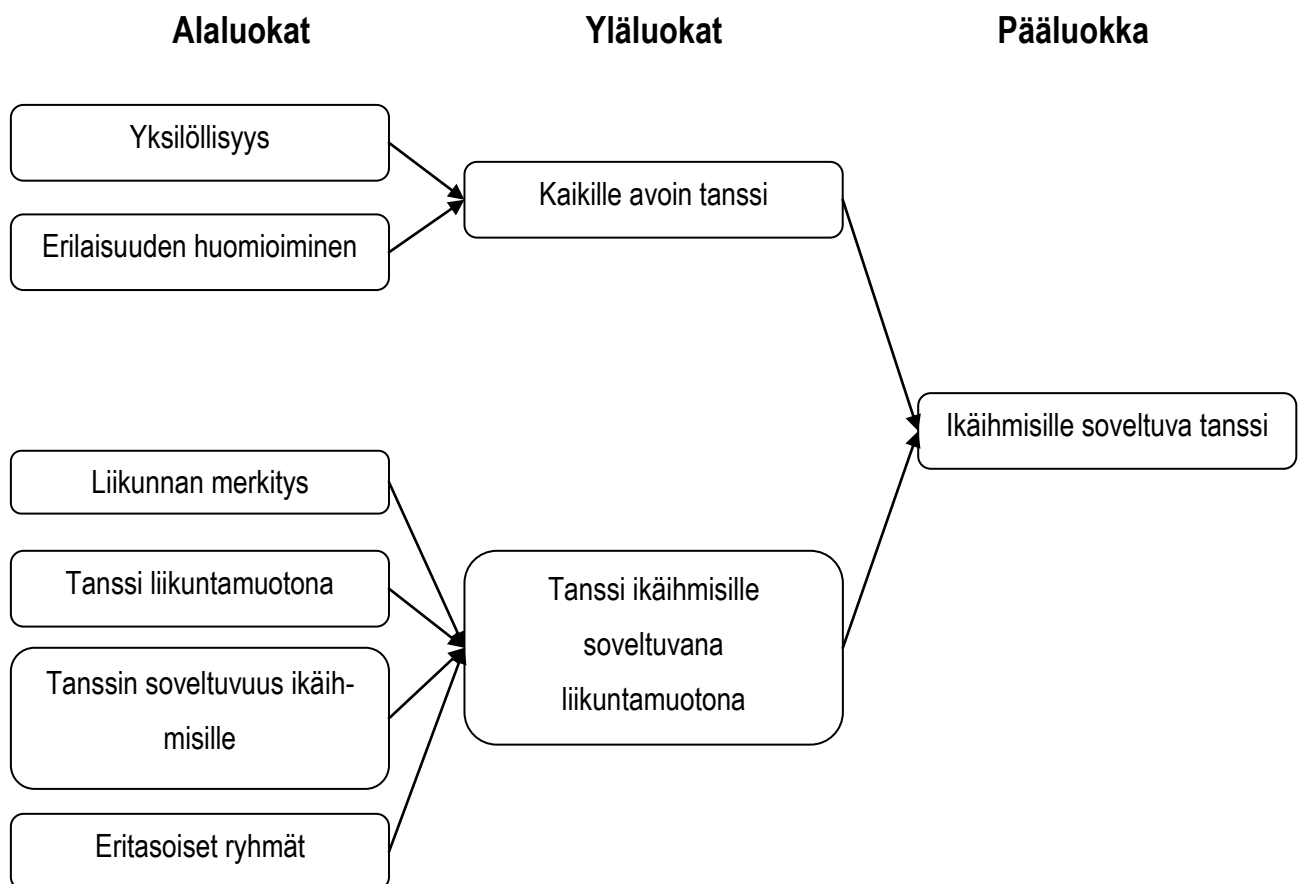 Alaluokat Yläluokat Pääluokka
Yksilöllisyys
Erilaisuuden huomioiminen
Kaikille avoin tanssi
Liikunnan merkitys
Tanssi liikuntamuotona
Tanssin soveltuvuus ikäih-
misille
Eritasoiset ryhmät
Tanssi ikäihmisille
soveltuvana
liikuntamuotona
Ikäihmisille soveltuva tanssi